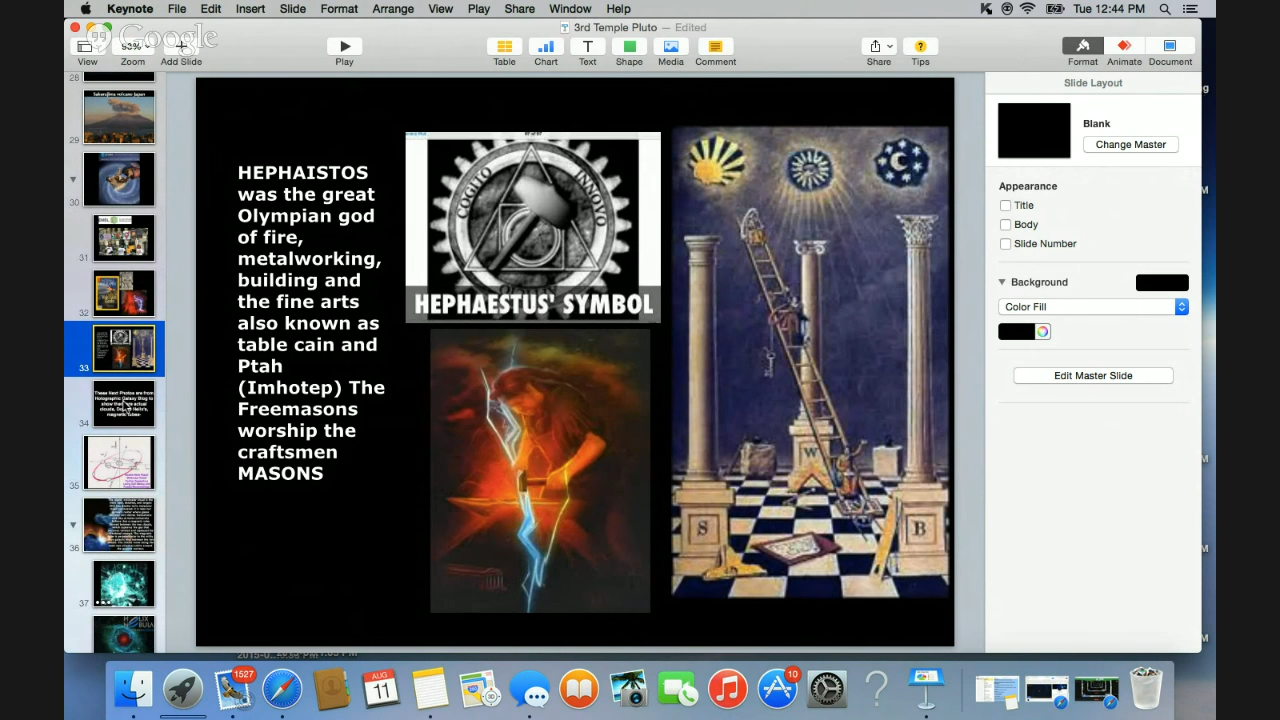 Keynote File Edit Insert Slide Format Arrange View Play Share Window Help
Tue 12:44 PM
Google
3rd Temple Pluto — Edited
View Zoom Add Slide
Play
Table Chart Text Shape Media Comment
Share Tips
Format Animate Document
28
29
30
31
32
33
34
35
36
37
HEPHAISTOS
was the great
Olympian god
of fire,
metalworking,
building and
the fine arts
also known as
table cain and
Ptah
(Imhotep) The
Freemasons
worship the
craftsmen
MASONS
COGITO
INNOVO
HEPHAESTUS' SYMBOL
W
S
B
Slide Layout
Blank
Change Master
Appearance
Title
Body
Slide Number
Background
Color Fill
Edit Master Slide
1527
AUG
11
10